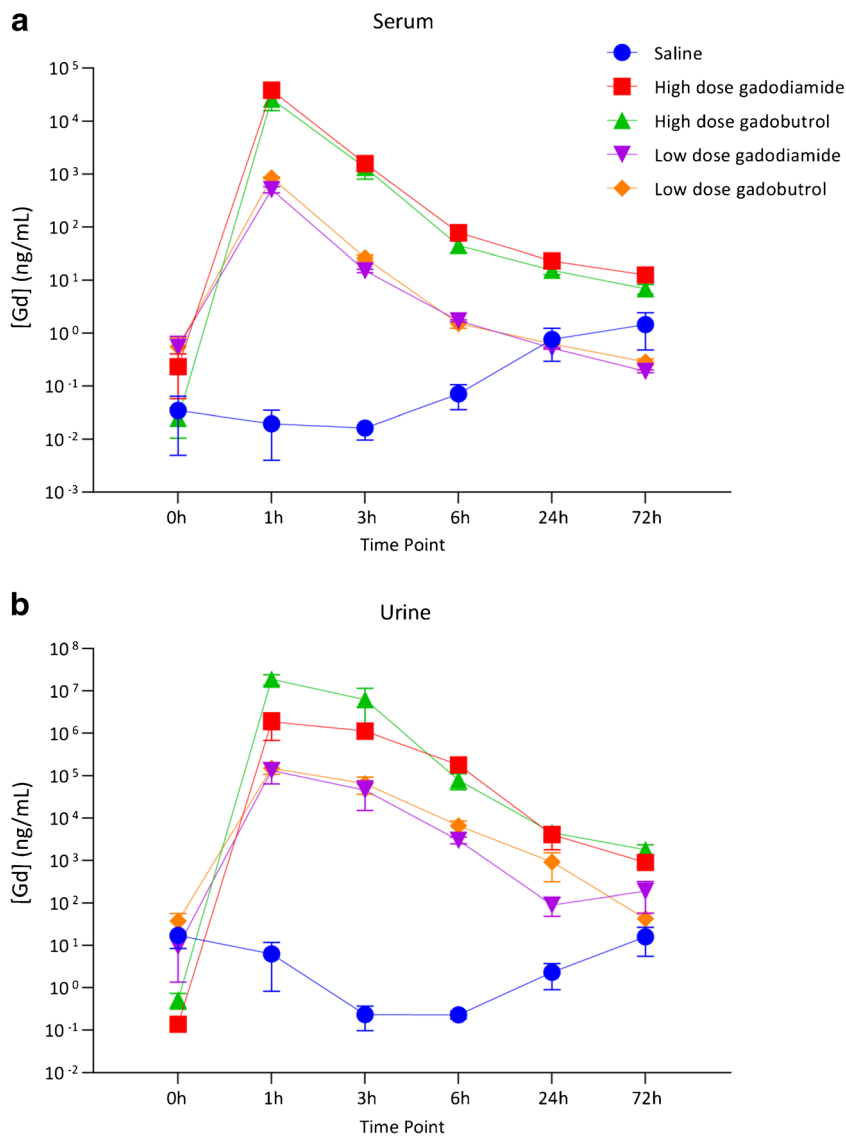 a
Serum
Saline
High dose gadodiamide
High dose gadobutrol
Low dose gadodiamide
Low dose gadobutrol
[Gd] (ng/mL)
10^5
10^4
10^3
10^2
10^1
10^0
10^-1
10^-2
10^-3
0h 1h 3h 6h 24h 72h
Time Point
b
Urine
[Gd] (ng/mL)
10^8
10^7
10^6
10^5
10^4
10^3
10^2
10^1
10^0
10^-1
10^-2
0h 1h 3h 6h 24h 72h
Time Point